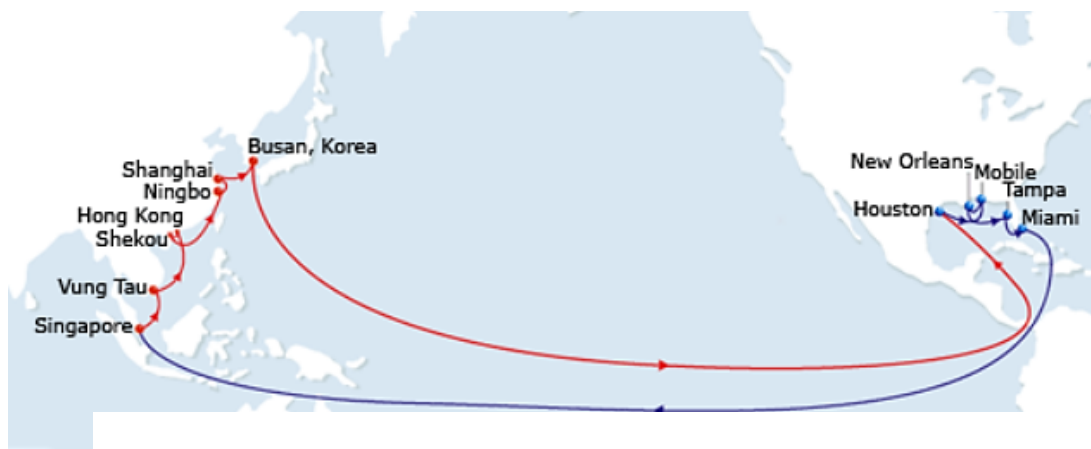 Busan, Korea
Shanghai
Ningbo
Hong Kong
Shekou
Vung Tau
Singapore
New Orleans
Mobile
Tampa
Houston
Miami